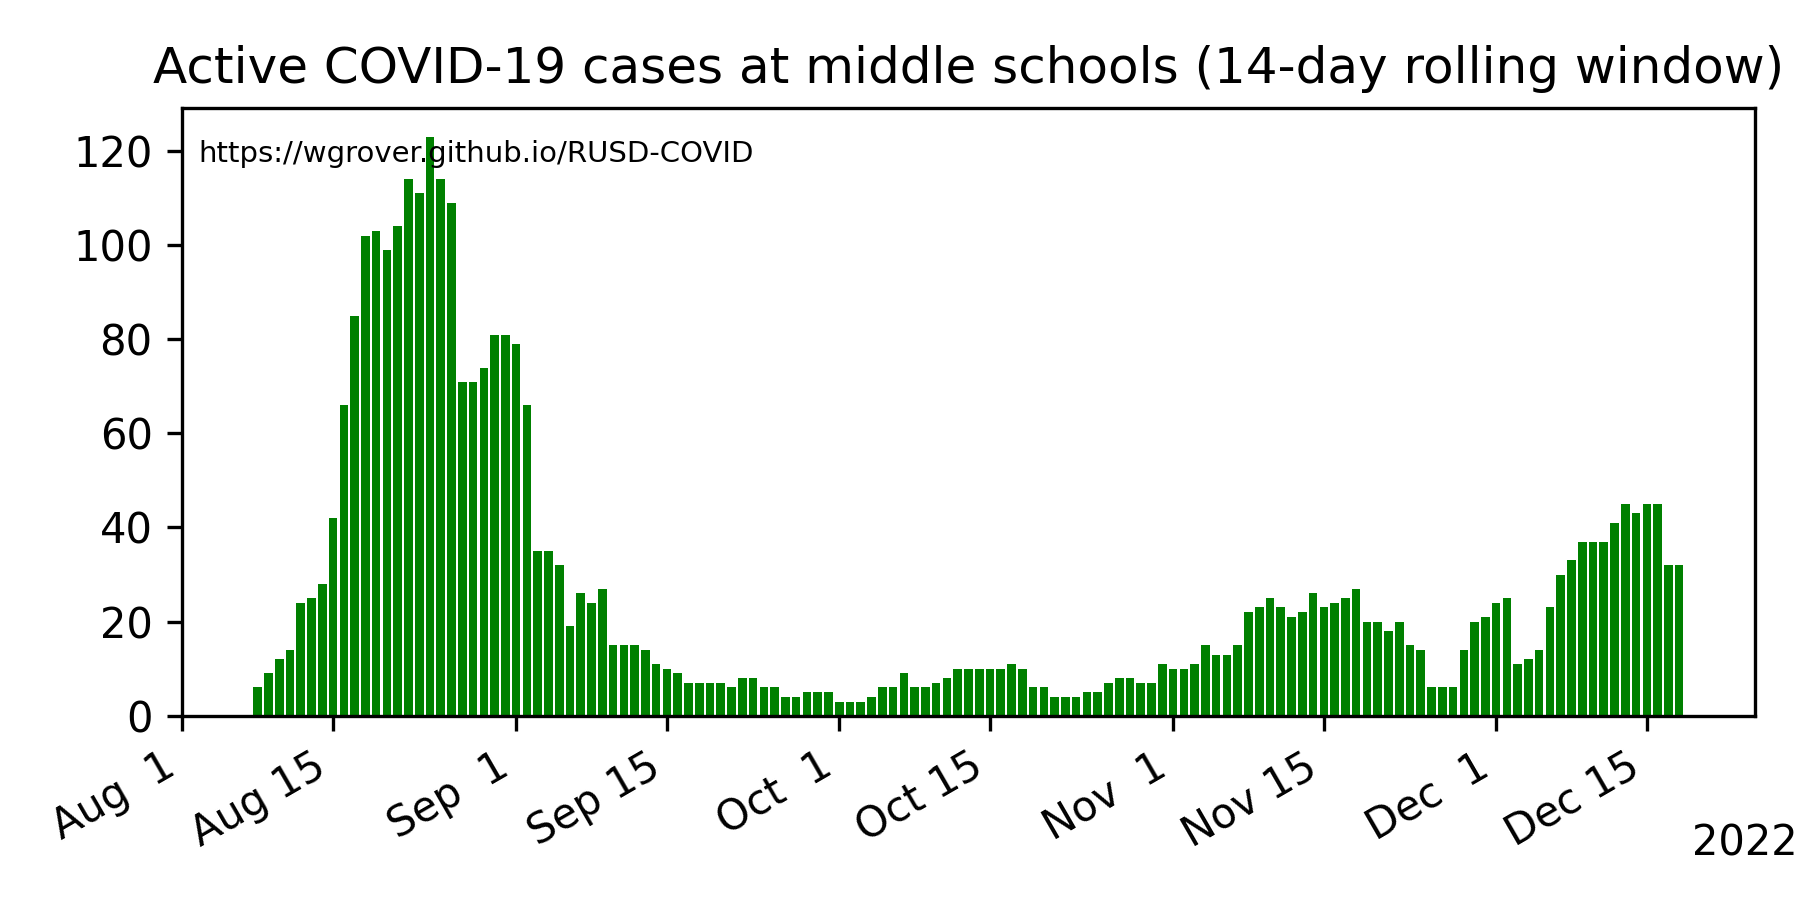 Active COVID-19 cases at middle schools (14-day rolling window)
https://wgrover.github.io/RUSD-COVID
120
100
80
60
40
20
0
Aug 1
Aug 15
Sep 1
Sep 15
Oct 1
Oct 15
Nov 1
Nov 15
Dec 1
Dec 15
2022